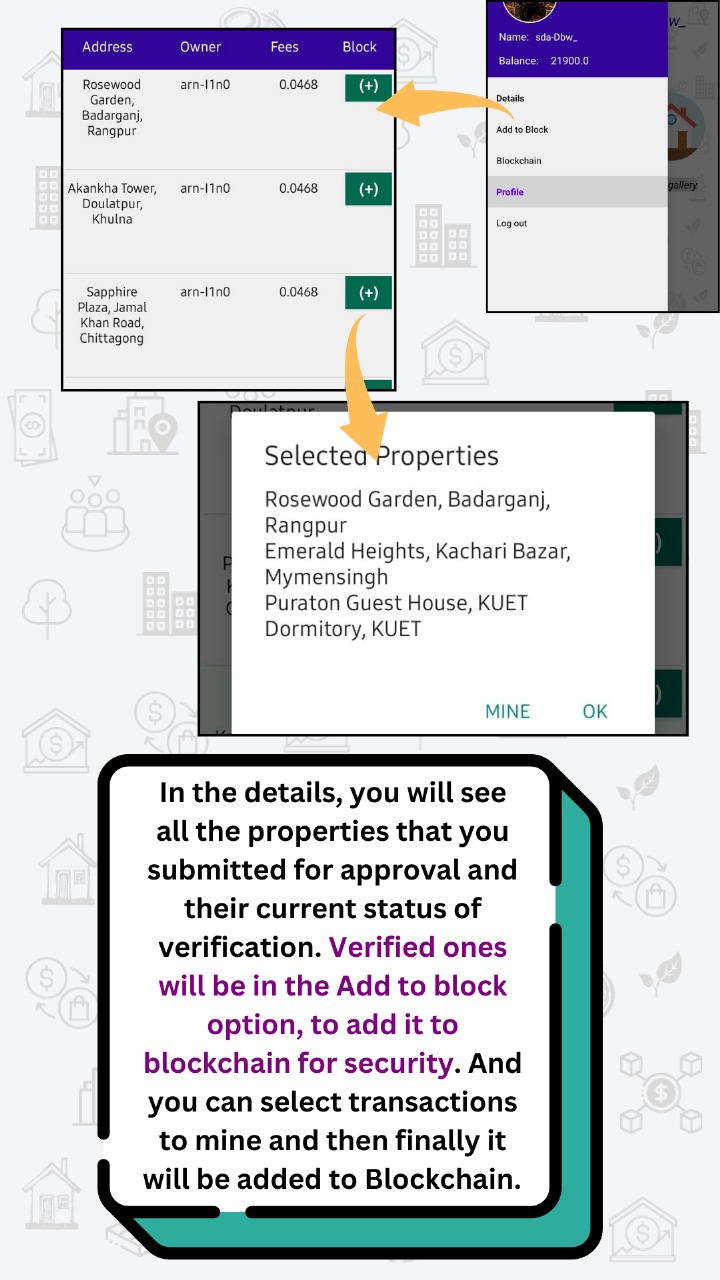 Address Owner Fees Block
Rosewood Garden, Badarganj, Rangpur arn-I1n0 0.0468 (+)
Akankha Tower, Doulatpur, Khulna arn-I1n0 0.0468 (+)
Sapphire Plaza, Jamal Khan Road, Chittagong arn-I1n0 0.0468 (+)
Name: sda-Dbw_
Balance: 21900.0
Details
Add to Block
Blockchain
Profile
Log out
w_
gallery
Doulatpur,
Selected Properties
Rosewood Garden, Badarganj,
Rangpur
Emerald Heights, Kachari Bazar,
Mymensingh
Puraton Guest House, KUET
Dormitory, KUET
MINE OK
In the details, you will see
all the properties that you
submitted for approval and
their current status of
verification. Verified ones
will be in the Add to block
option, to add it to
blockchain for security. And
you can select transactions
to mine and then finally it
will be added to Blockchain.